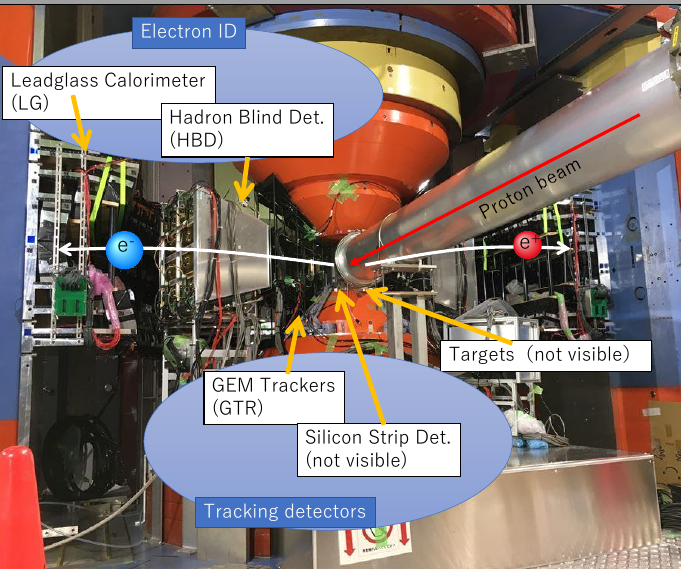 Electron ID
Leadglass Calorimeter
(LG)
Hadron Blind Det.
(HBD)
Proton beam
e-
e+
Targets (not visible)
GEM Trackers
(GTR)
Silicon Strip Det.
(not visible)
Tracking detectors